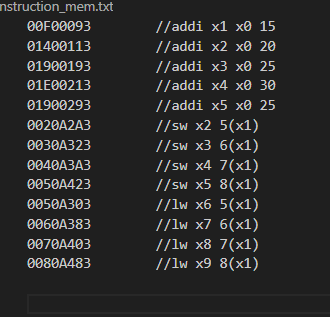 nstruction_mem.txt
00F00093 //addi x1 x0 15
01400113 //addi x2 x0 20
01900193 //addi x3 x0 25
01E00213 //addi x4 x0 30
01900293 //addi x5 x0 25
0020A2A3 //sw x2 5(x1)
0030A323 //sw x3 6(x1)
0040A3A3 //sw x4 7(x1)
0050A423 //sw x5 8(x1)
0050A303 //lw x6 5(x1)
0060A383 //lw x7 6(x1)
0070A403 //lw x8 7(x1)
0080A483 //lw x9 8(x1)